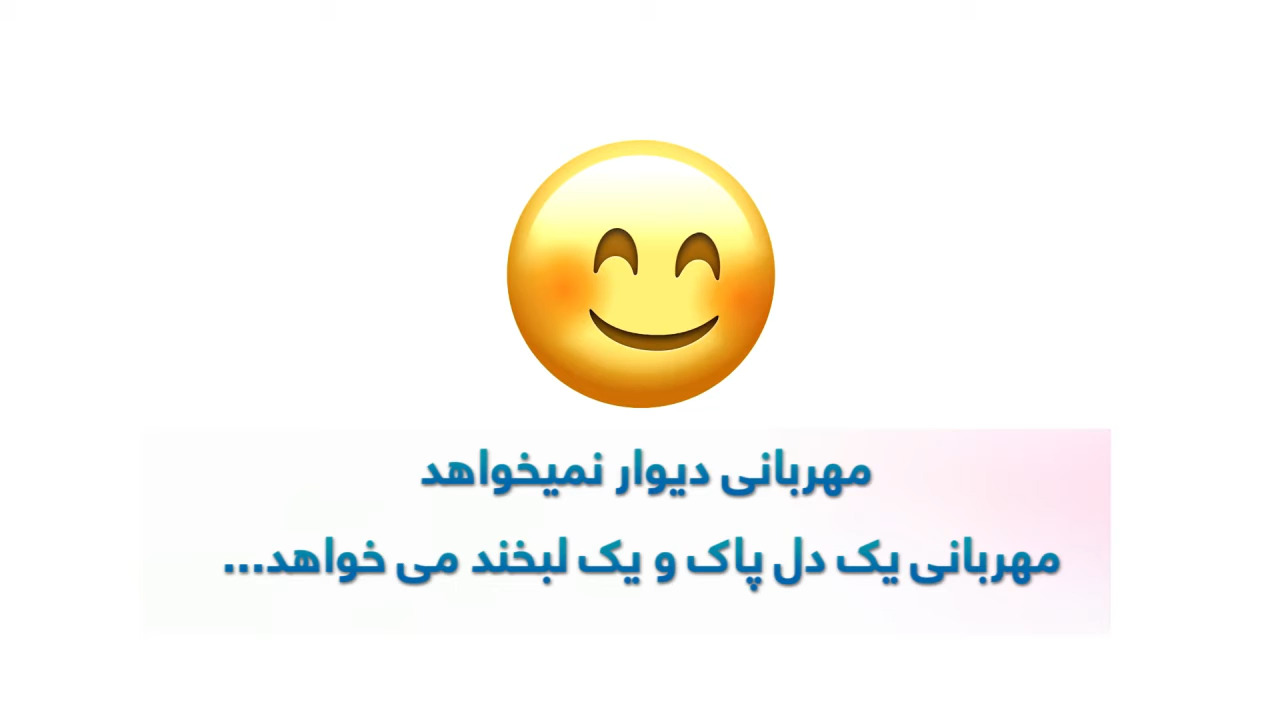 مهربانی دیوار نمیخواهد
مهربانی یک دل پاک و یک لبخند می خواهد...